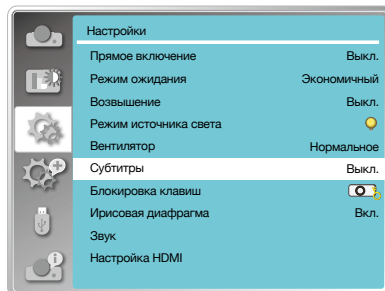 Настройки
Прямое включение Выкл.
Режим ожидания Экономичный
Возвышение Выкл.
Режим источника света
Вентилятор Нормальное
Субтитры Выкл.
Блокировка клавиш
Ирисовая диафрагма Вкл.
Звук
Настройка HDMI